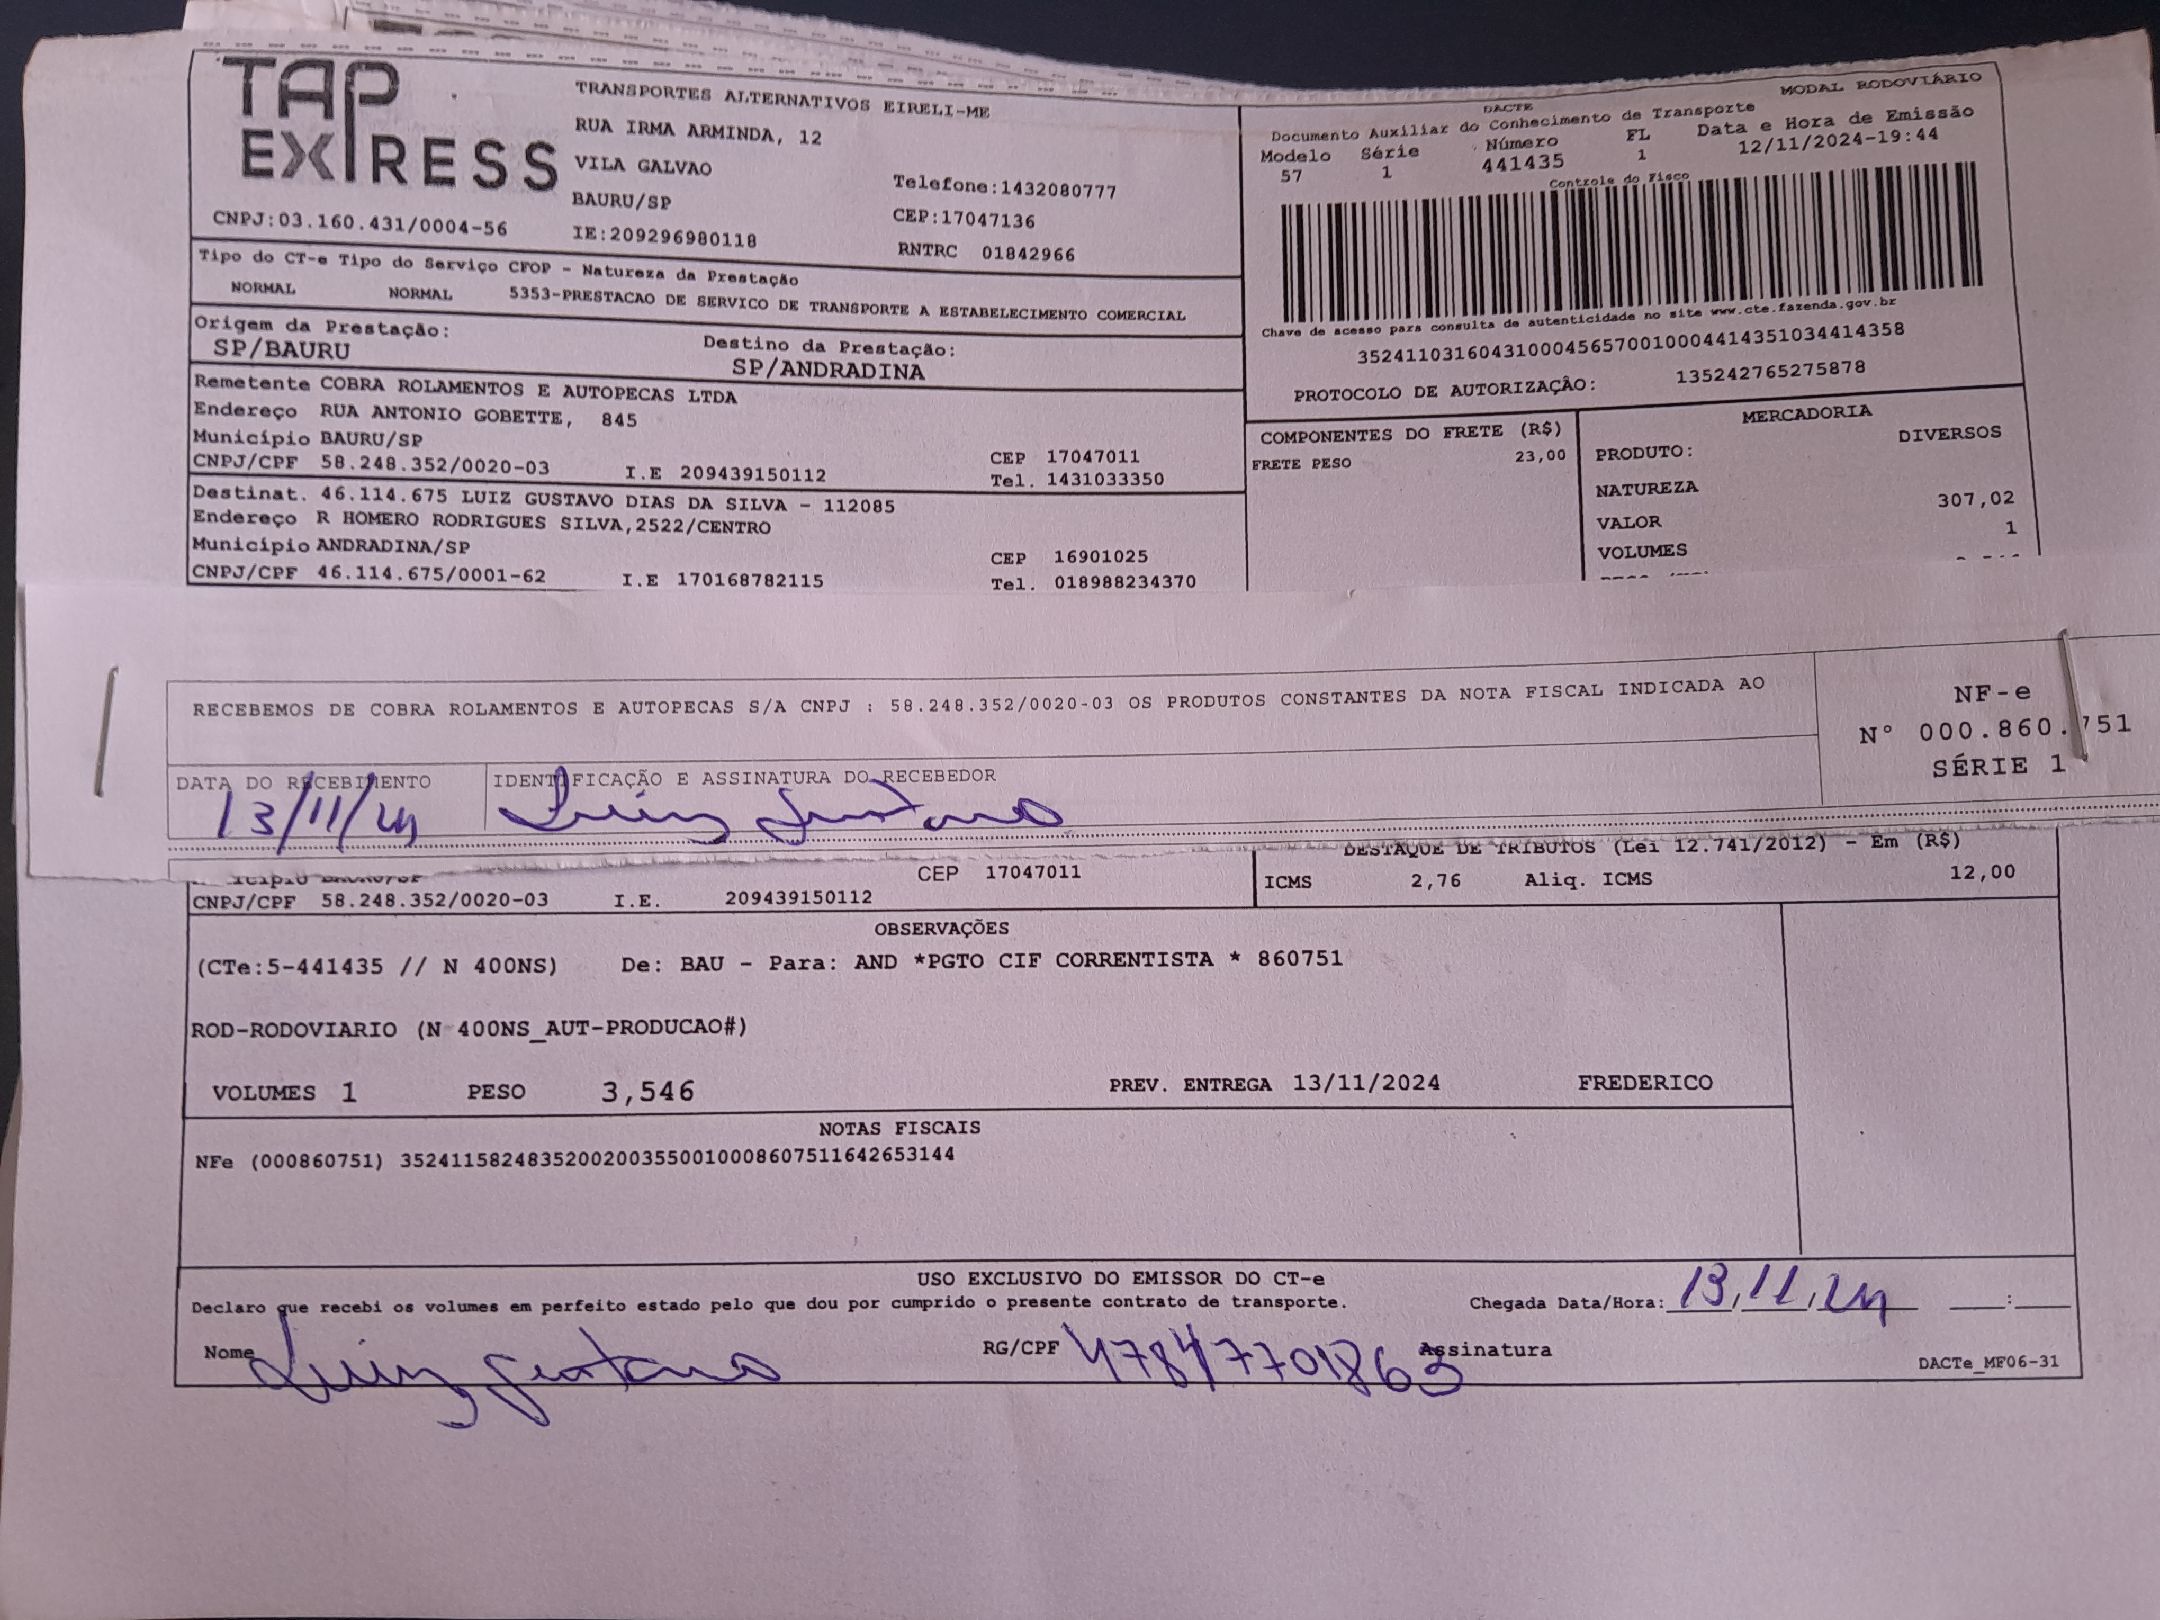 TAP EXPRESS
TRANSPORTES ALTERNATIVOS EIRELI-ME
RUA IRMA ARMINDA, 12
VILA GALVAO
BAURU/SP
Telefone:1432080777
CEP:17047136
CNPJ:03.160.431/0004-56
IE:209296980118
RNTRC 01842966
MODAL RODOVIÁRIO
DACTE
Documento Auxiliar do Conhecimento de Transporte
Modelo Série Número FL Data e Hora de Emissão
57 1 441435 1 12/11/2024-19:44
Controle do Fisco
Chave de acesso para consulta de autenticidade no site www.cte.fazenda.gov.br
35241103160431000456570010004414351034414358
PROTOCOLO DE AUTORIZAÇÃO: 135242765275878
Tipo do CT-e Tipo do Serviço CFOP - Natureza da Prestação
NORMAL NORMAL 5353-PRESTACAO DE SERVICO DE TRANSPORTE A ESTABELECIMENTO COMERCIAL
Origem da Prestação: Destino da Prestação:
SP/BAURU SP/ANDRADINA
Remetente COBRA ROLAMENTOS E AUTOPECAS LTDA
Endereço RUA ANTONIO GOBETTE, 845
Município BAURU/SP CEP 17047011
CNPJ/CPF 58.248.352/0020-03 I.E 209439150112 Tel. 1431033350
Destinat. 46.114.675 LUIZ GUSTAVO DIAS DA SILVA - 112085
Endereço R HOMERO RODRIGUES SILVA,2522/CENTRO
Município ANDRADINA/SP CEP 16901025
CNPJ/CPF 46.114.675/0001-62 I.E 170168782115 Tel. 018988234370
COMPONENTES DO FRETE (R$)
FRETE PESO 23,00
MERCADORIA
PRODUTO: DIVERSOS
NATUREZA
VALOR 307,02
VOLUMES 1
RECEBEMOS DE COBRA ROLAMENTOS E AUTOPECAS S/A CNPJ : 58.248.352/0020-03 OS PRODUTOS CONSTANTES DA NOTA FISCAL INDICADA AO
NF-e
Nº 000.860.751
SÉRIE 1
DATA DO RECEBIMENTO IDENTIFICAÇÃO E ASSINATURA DO RECEBEDOR
13/11/24 Luiz Gustavo
DESTAQUE DE TRIBUTOS (Lei 12.741/2012) - Em (R$)
CEP 17047011
ICMS 2,76 Aliq. ICMS 12,00
CNPJ/CPF 58.248.352/0020-03 I.E. 209439150112
OBSERVAÇÕES
(CTe:5-441435 // N 400NS) De: BAU - Para: AND *PGTO CIF CORRENTISTA * 860751
ROD-RODOVIARIO (N 400NS_AUT-PRODUCAO#)
VOLUMES 1 PESO 3,546 PREV. ENTREGA 13/11/2024 FREDERICO
NOTAS FISCAIS
NFe (000860751) 35241158248352002003550010008607511642653144
USO EXCLUSIVO DO EMISSOR DO CT-e
Declaro que recebi os volumes em perfeito estado pelo que dou por cumprido o presente contrato de transporte. Chegada Data/Hora: 13,11,24 :
Nome Luiz Gustavo RG/CPF 47847701863 Assinatura
DACTe_MF06-31